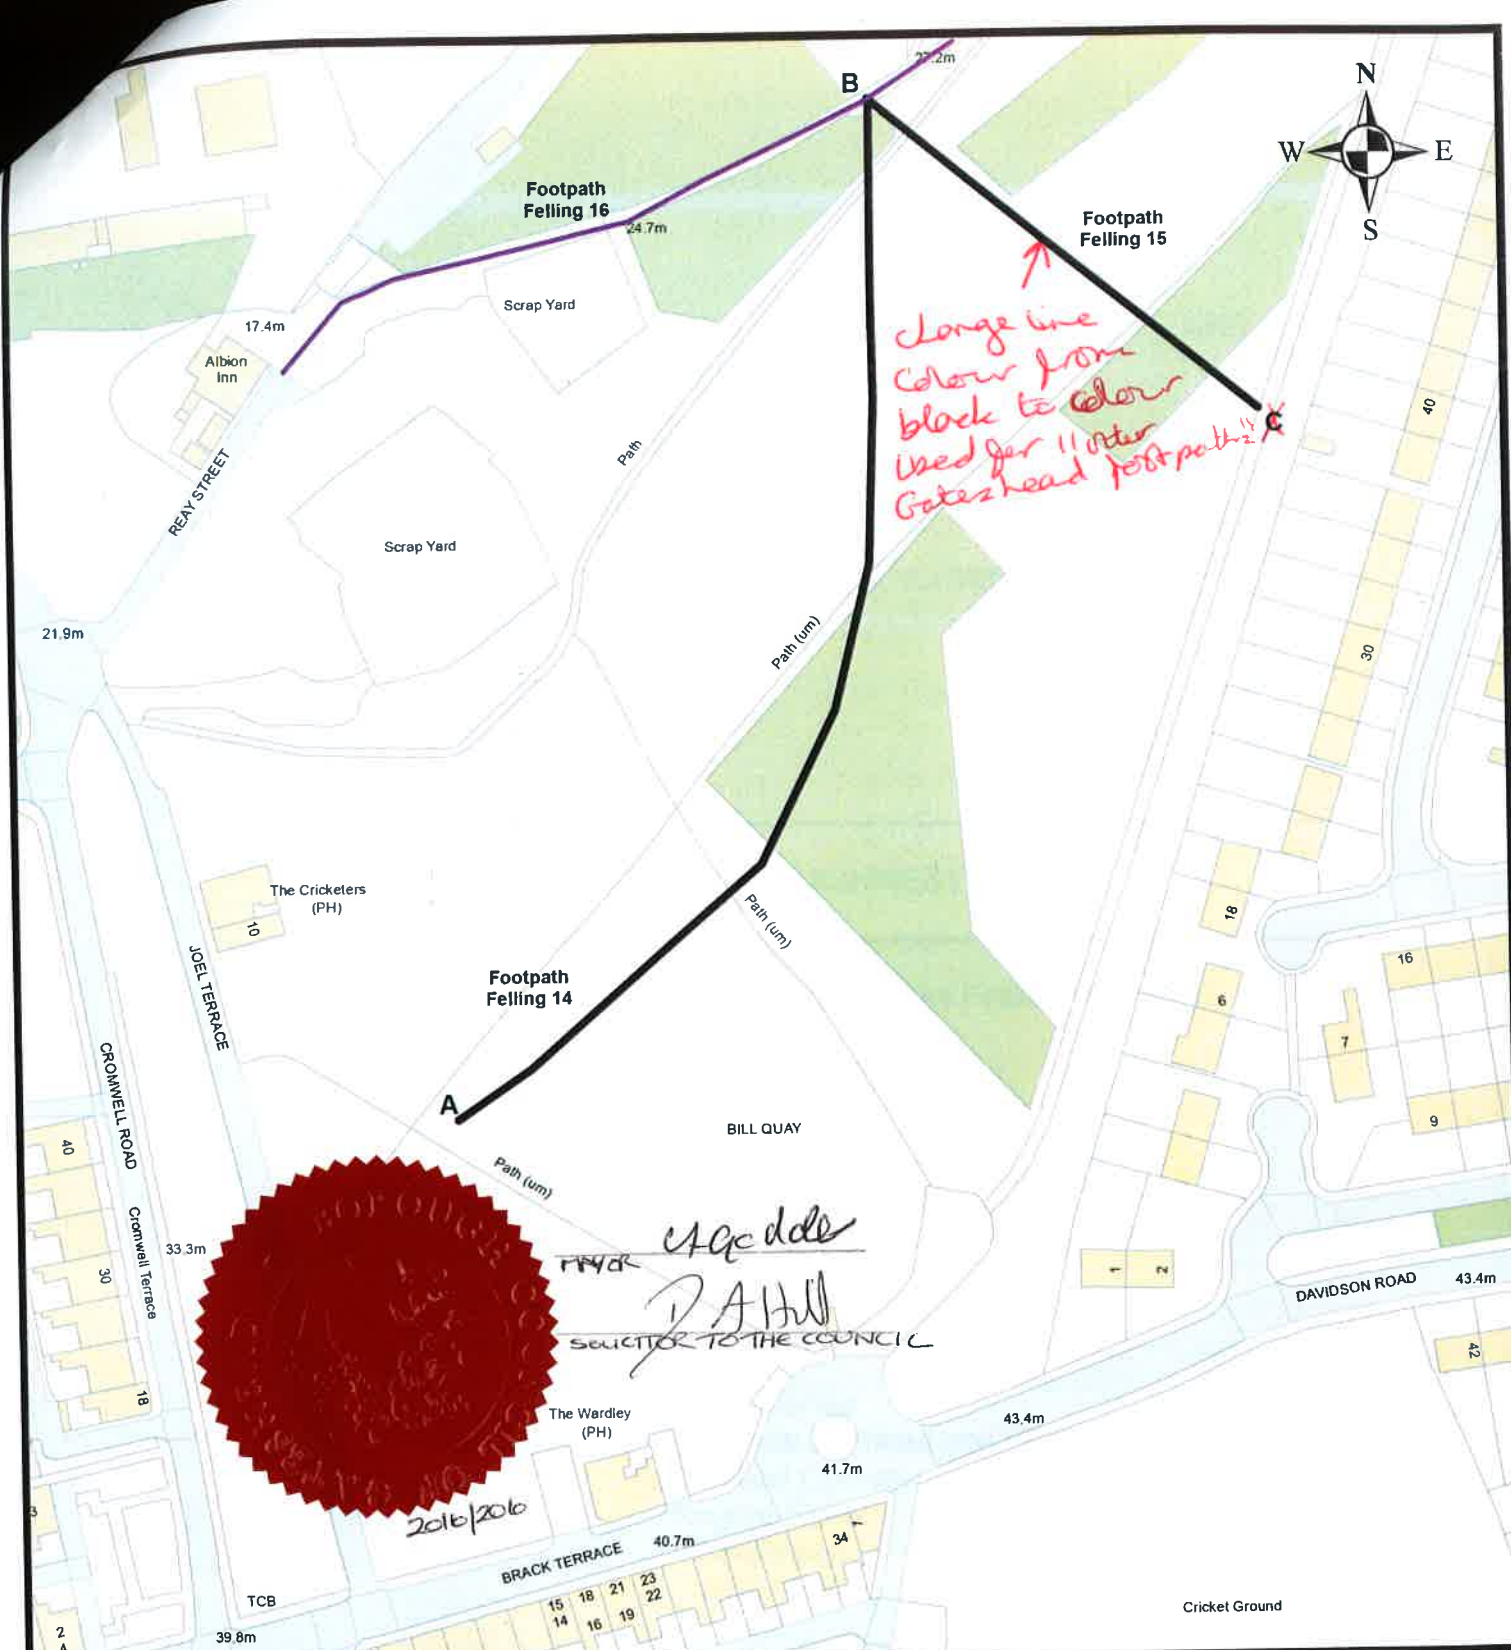 27.2m
B
N
W E
S
Footpath
Felling 16
24.7m
Footpath
Felling 15
Scrap Yard
17.4m
Albion
Inn
change line
colour from
black to colour
used for "other
Gateshead footpaths"
C
40
REAY STREET
Path
Scrap Yard
21.9m
Path (um)
30
The Cricketers
(PH)
10
Path (um)
18
16
JOEL TERRACE
Footpath
Felling 14
6
7
CROMWELL ROAD
A
BILL QUAY
9
40
Path (um)
Cromwell Terrace
33.3m
30
MAYOR
D A Hill
SOLICITOR TO THE COUNCIL
1
2
DAVIDSON ROAD
43.4m
42
18
The Wardley
(PH)
43.4m
41.7m
2016/2016
3
BRACK TERRACE
40.7m
34
1
TCB
15 18 21 23
14 16 19 22
Cricket Ground
39.8m
2